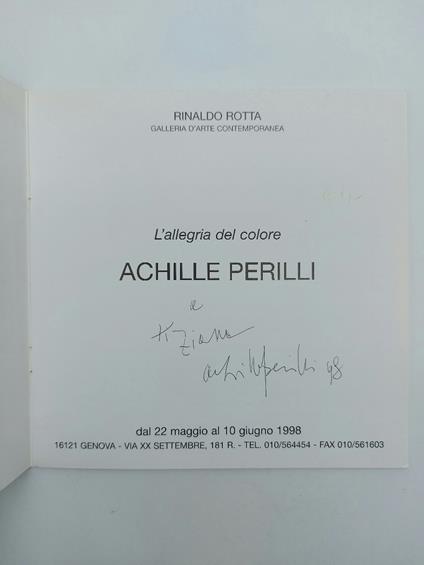 RINALDO ROTTA
GALLERIA D'ARTE CONTEMPORANEA
L'allegria del colore
ACHILLE PERILLI
a
tiziana
achille perilli 98
dal 22 maggio al 10 giugno 1998
16121 GENOVA - VIA XX SETTEMBRE, 181 R. - TEL. 010/564454 - FAX 010/561603